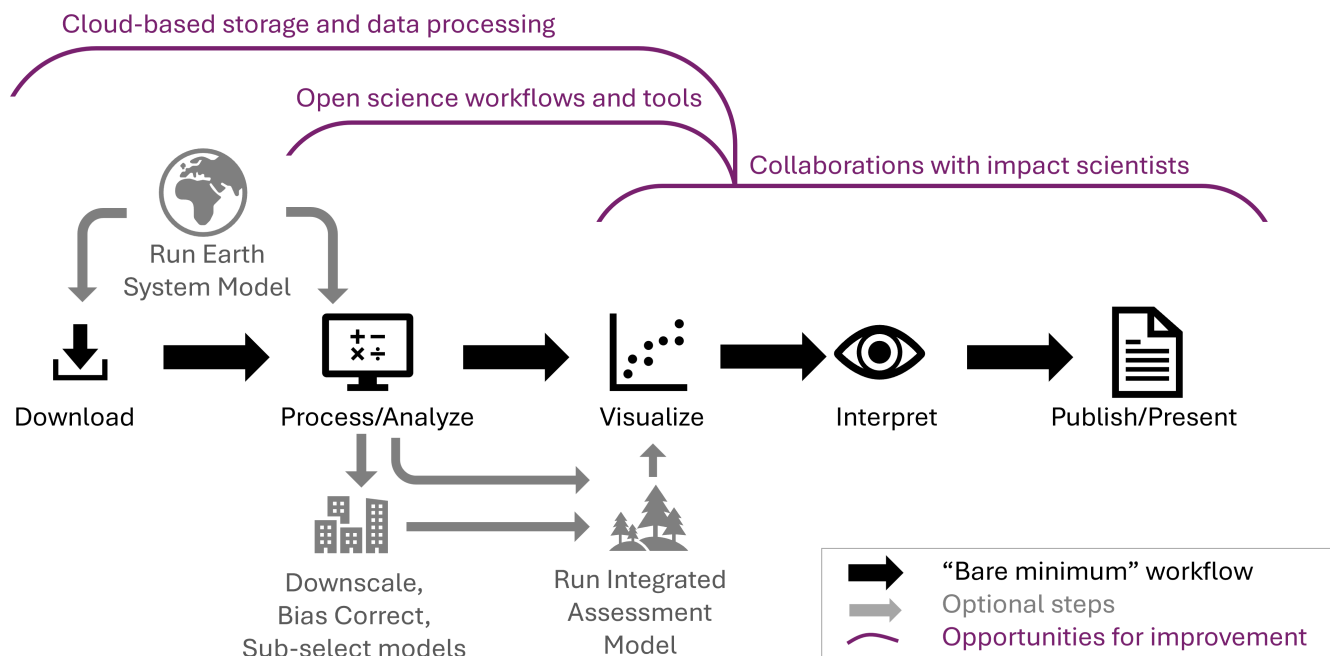 Cloud-based storage and data processing
Open science workflows and tools
Collaborations with impact scientists
Run Earth
System Model
Download
Process/Analyze
Visualize
Interpret
Publish/Present
Downscale,
Bias Correct,
Sub-select models
Run Integrated
Assessment
Model
“Bare minimum” workflow
Optional steps
Opportunities for improvement